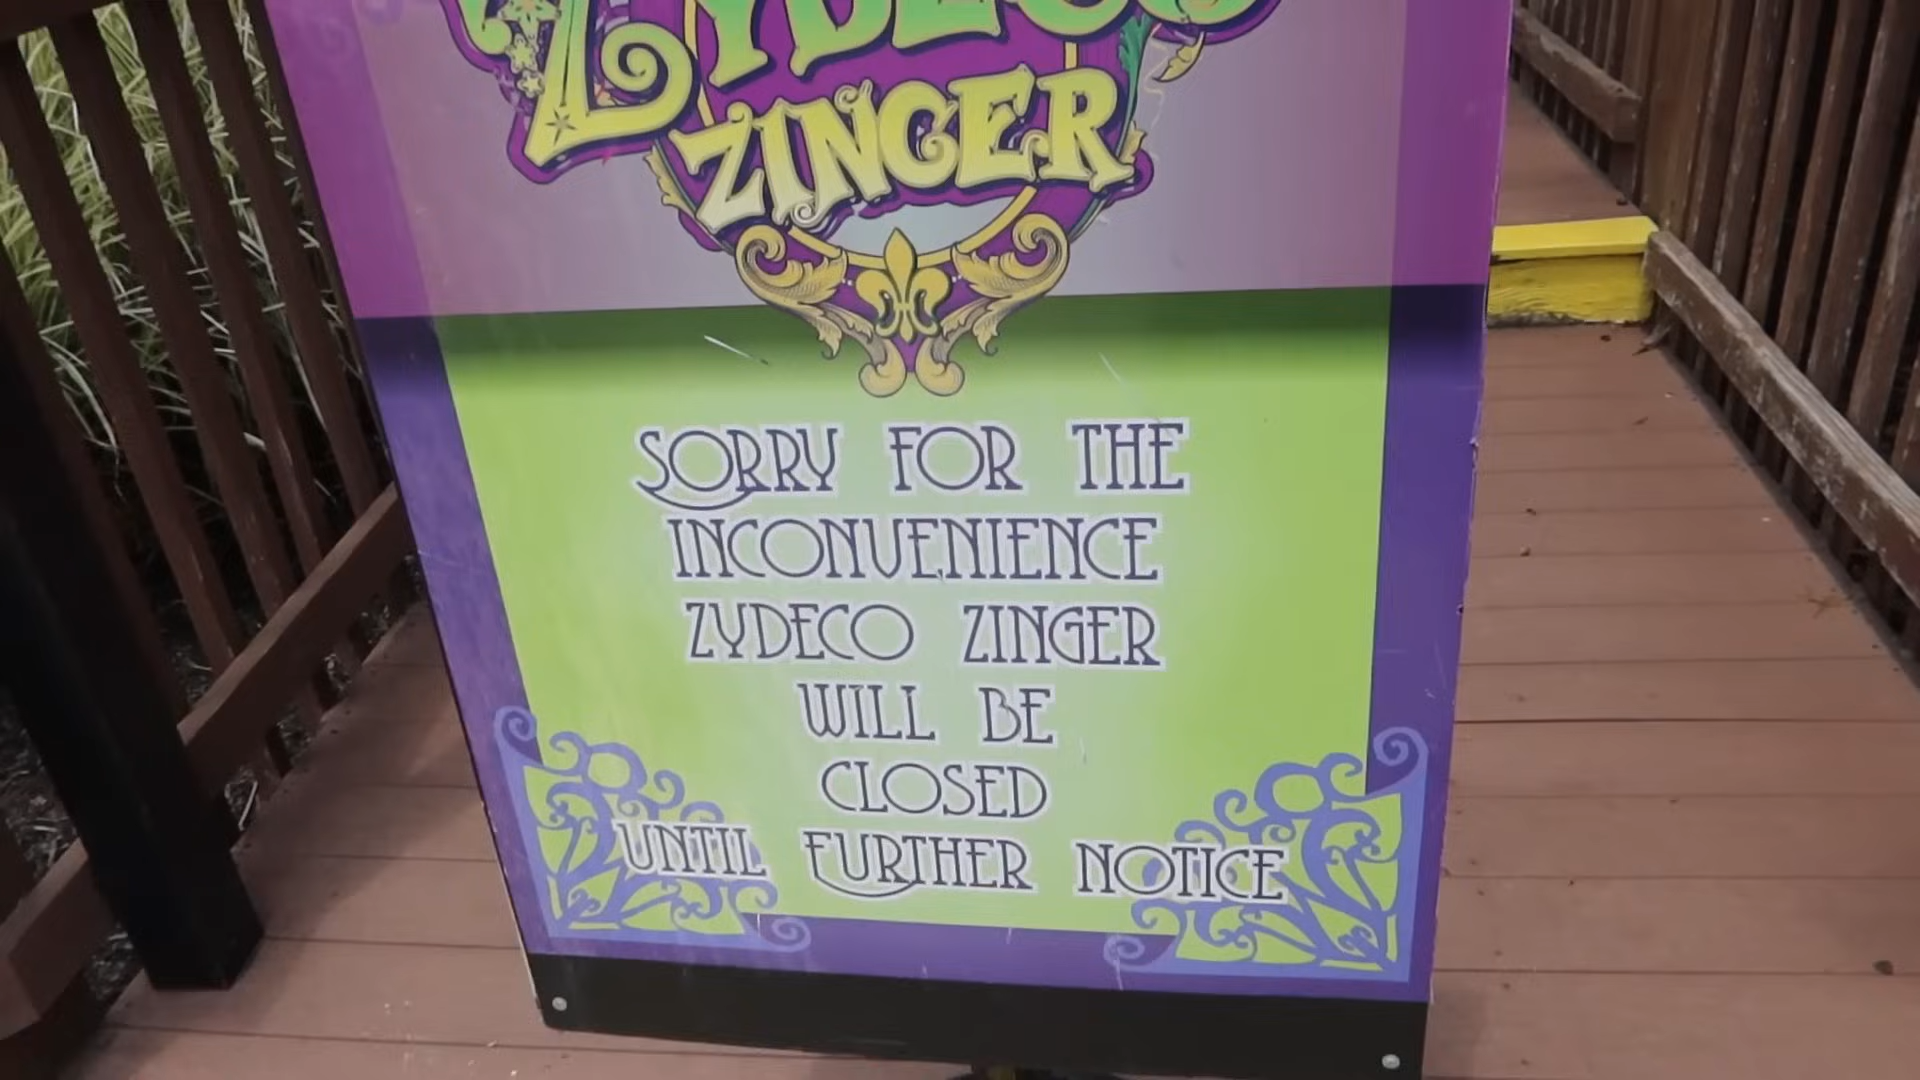 ZYDECO
ZINGER
SORRY FOR THE
INCONVENIENCE
ZYDECO ZINGER
WILL BE
CLOSED
UNTIL FURTHER NOTICE